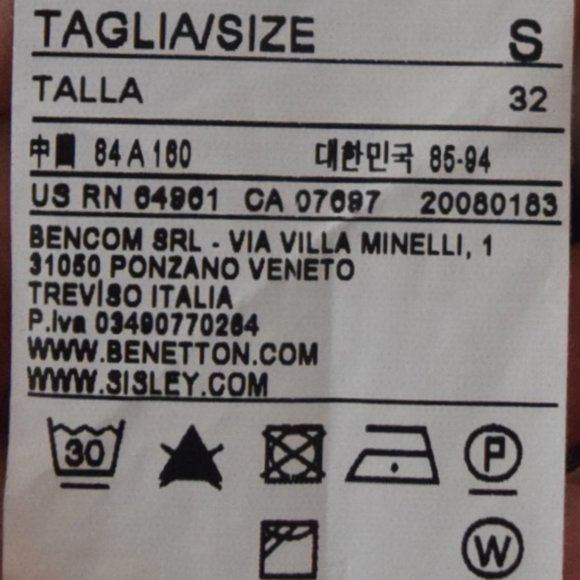 TAGLIA/SIZE S
TALLA 32
中國 84 A 160 대한민국 85-94
US RN 64961 CA 07697 20080183
BENCOM SRL - VIA VILLA MINELLI, 1
31050 PONZANO VENETO
TREVISO ITALIA
P.Iva 03490770264
WWW.BENETTON.COM
WWW.SISLEY.COM
30 P
W